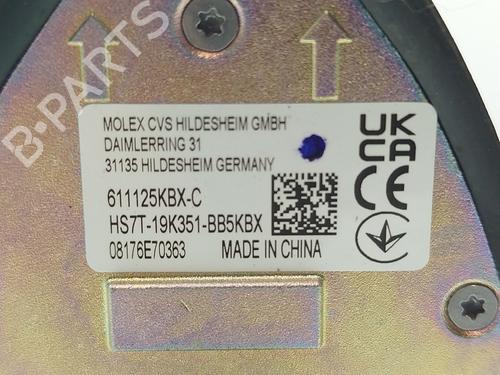 B-PARTS
MOLEX CVS HILDESHEIM GMBH
DAIMLERRING 31
31135 HILDESHEIM GERMANY
611125KBX-C
HS7T-19K351-BB5KBX
08176E70363 MADE IN CHINA
UK
CA
CE